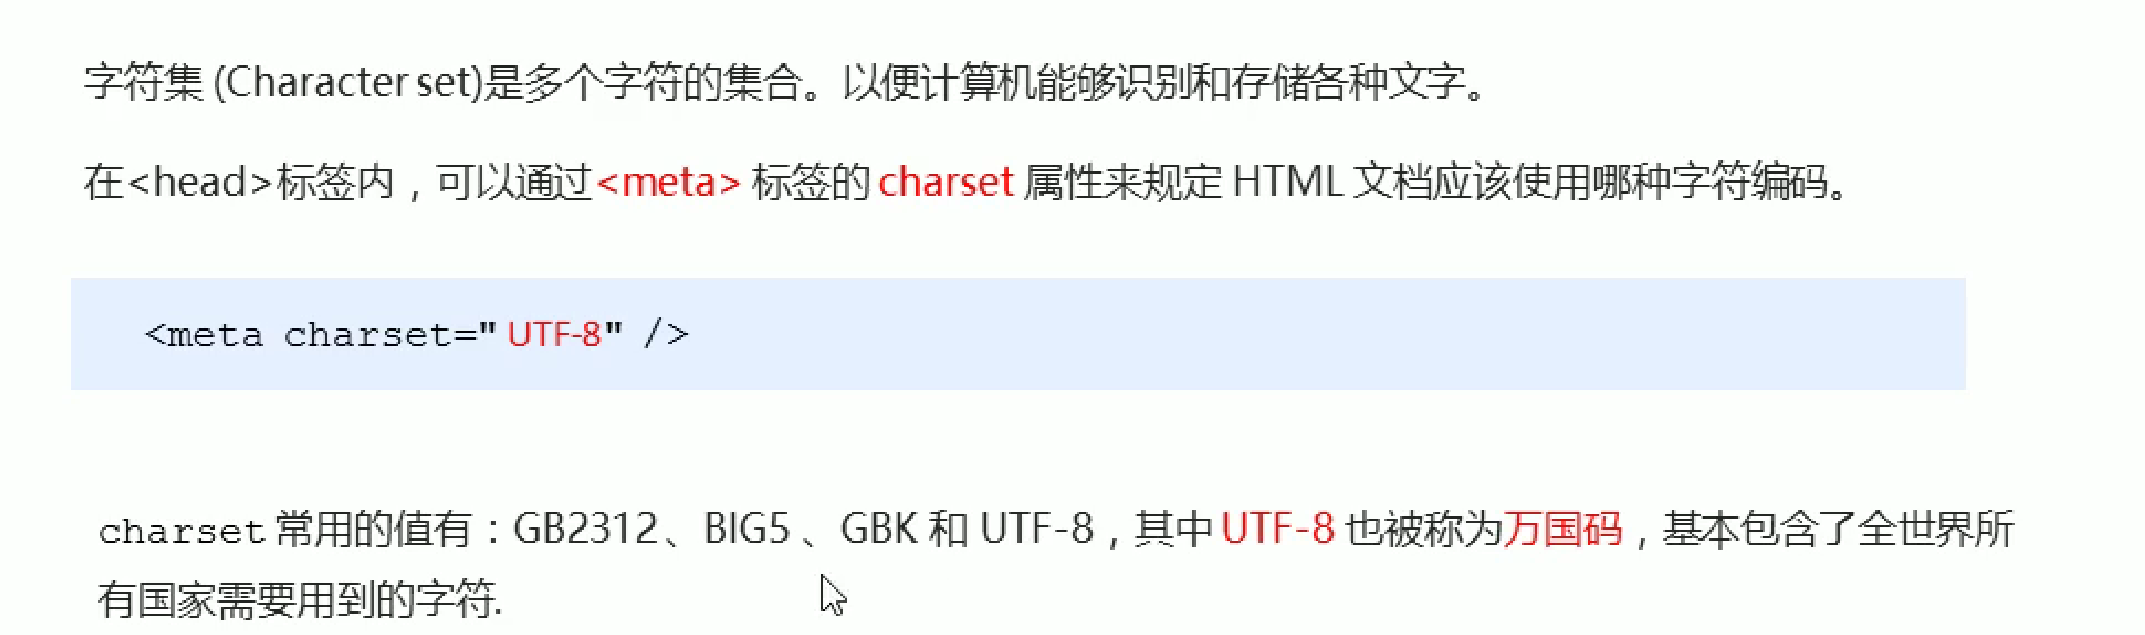 字符集 (Character set)是多个字符的集合。以便计算机能够识别和存储各种文字。
在<head>标签内，可以通过<meta> 标签的 charset 属性来规定 HTML 文档应该使用哪种字符编码。
<meta charset=" UTF-8" />
charset 常用的值有：GB2312、BIG5 、GBK 和 UTF-8，其中 UTF-8 也被称为万国码，基本包含了全世界所
有国家需要用到的字符.